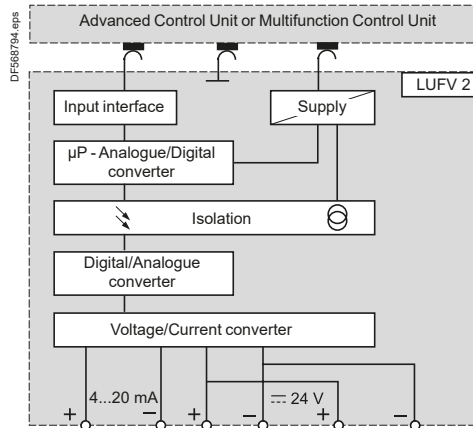 DF568794.eps
Advanced Control Unit or Multifunction Control Unit
LUFV 2
Input interface
Supply
µP - Analogue/Digital
converter
Isolation
Digital/Analogue
converter
Voltage/Current converter
4...20 mA
24 V
+ – + – + –